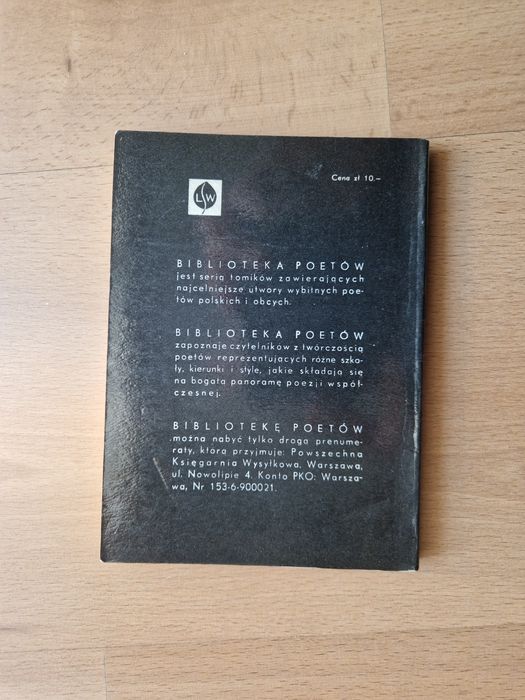 Cena zł 10.–
L W
BIBLIOTEKA POETÓW
jest serią tomików zawierających
najcelniejsze utwory wybitnych poe-
tów polskich i obcych.
BIBLIOTEKA POETÓW
zapoznaje czytelników z twórczością
poetów reprezentujących różne szko-
ły, kierunki i style, jakie składają się
na bogatą panoramę poezji współ-
czesnej.
BIBLIOTEKĘ POETÓW
można nabyć tylko drogą prenume-
raty, którą przyjmuje: Powszechna
Księgarnia Wysyłkowa. Warszawa,
ul. Nowolipie 4. Konto PKO: Warsza-
wa, Nr 153-6-900021.